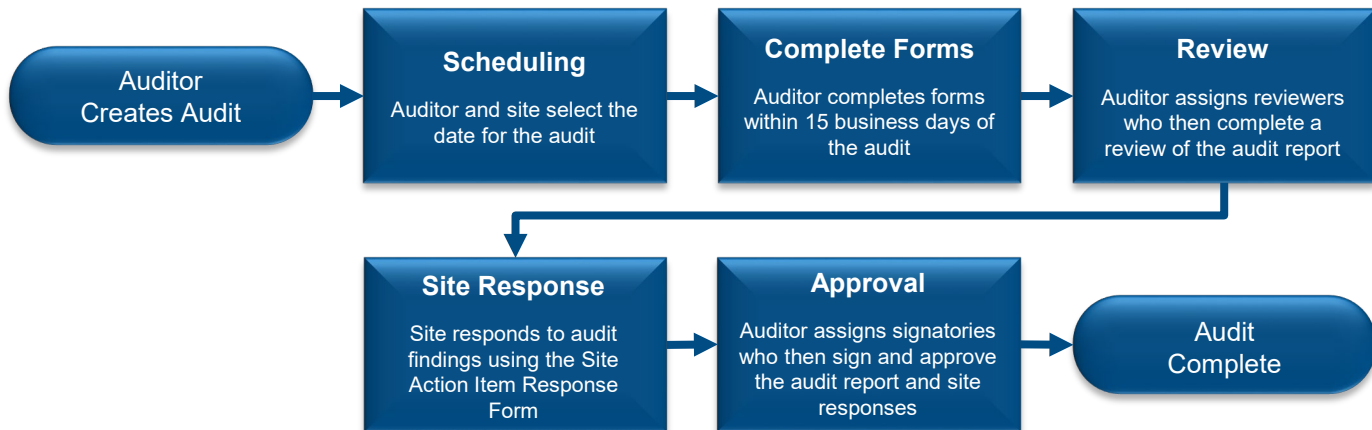 Auditor
Creates Audit
Scheduling
Auditor and site select the
date for the audit
Complete Forms
Auditor completes forms
within 15 business days of
the audit
Review
Auditor assigns reviewers
who then complete a
review of the audit report
Site Response
Site responds to audit
findings using the Site
Action Item Response
Form
Approval
Auditor assigns signatories
who then sign and approve
the audit report and site
responses
Audit
Complete